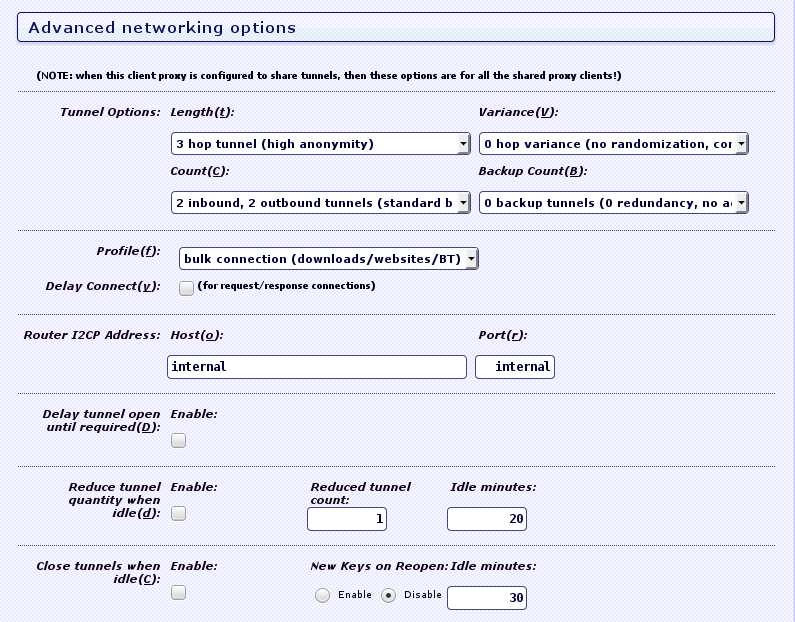 Advanced networking options
(NOTE: when this client proxy is configured to share tunnels, then these options are for all the shared proxy clients!)
Tunnel Options: Length(t): Variance(V):
3 hop tunnel (high anonymity) 0 hop variance (no randomization, cor
Count(C): Backup Count(B):
2 inbound, 2 outbound tunnels (standard b 0 backup tunnels (0 redundancy, no a
Profile(f): bulk connection (downloads/websites/BT)
Delay Connect(y): (for request/response connections)
Router I2CP Address: Host(o): Port(r):
internal internal
Delay tunnel open Enable:
until required(D):
Reduce tunnel Enable: Reduced tunnel Idle minutes:
quantity when count:
idle(d): 1 20
Close tunnels when Enable: New Keys on Reopen: Idle minutes:
idle(C):
Enable Disable 30